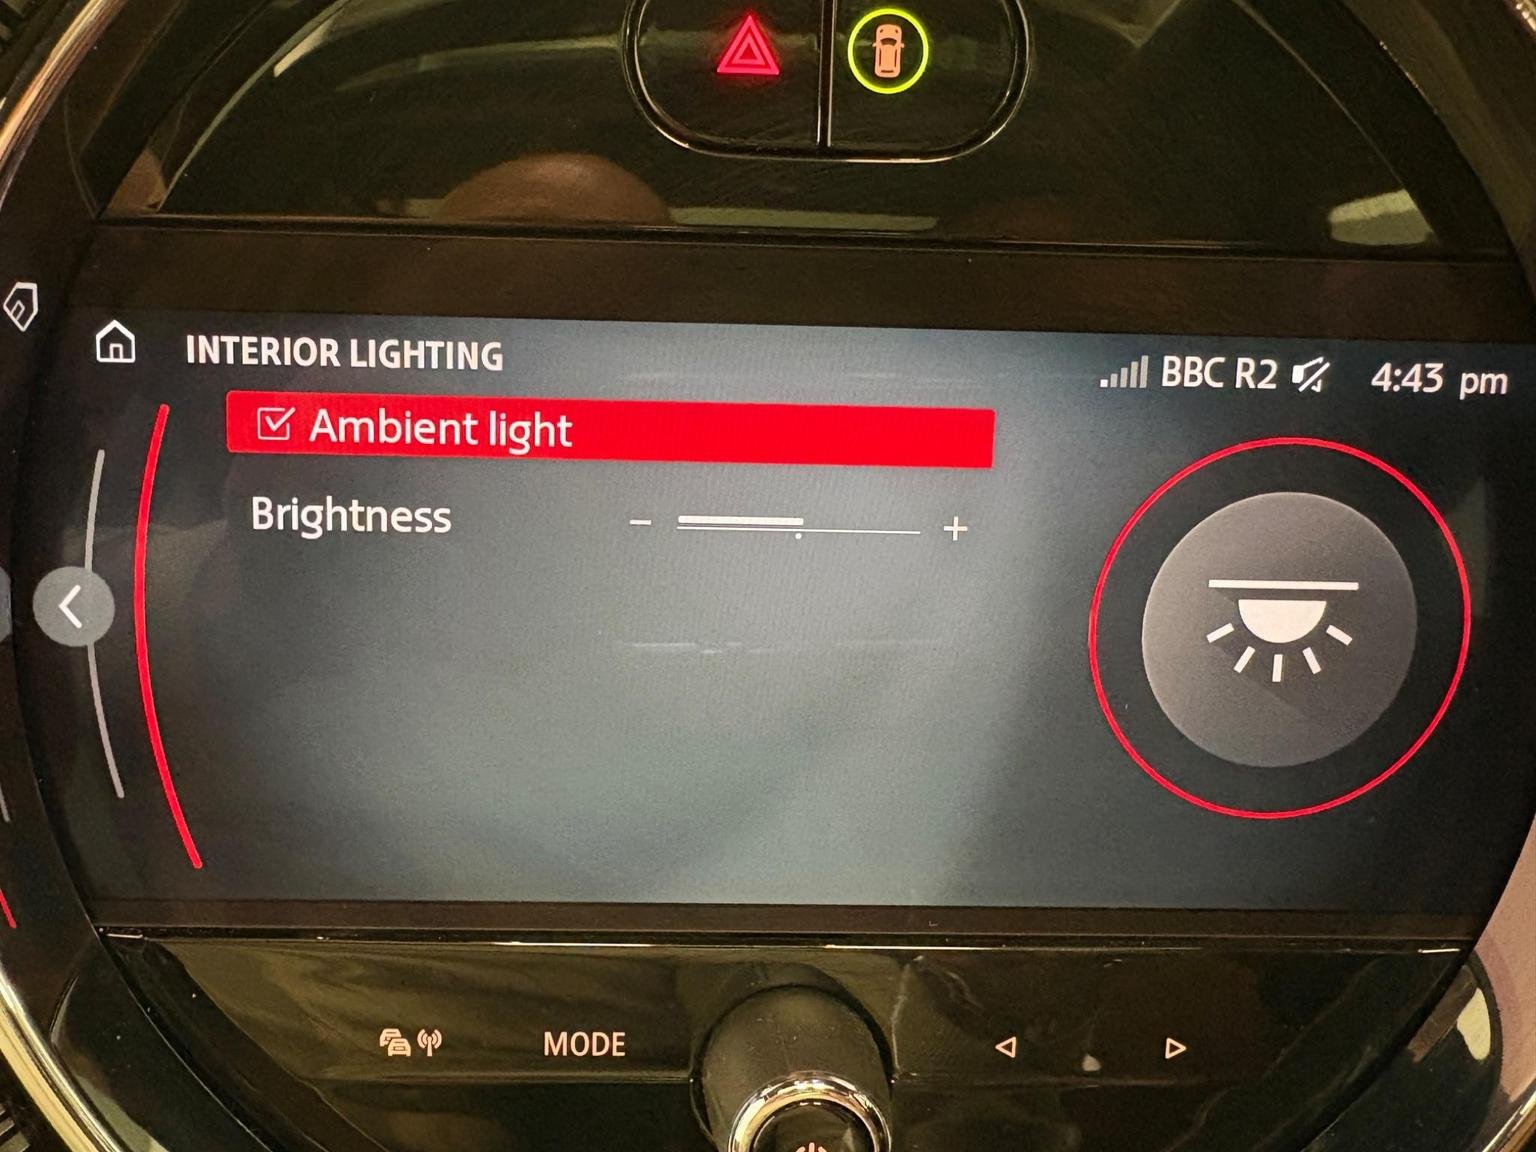 INTERIOR LIGHTING
BBC R2 4:43 pm
Ambient light
Brightness - +
MODE